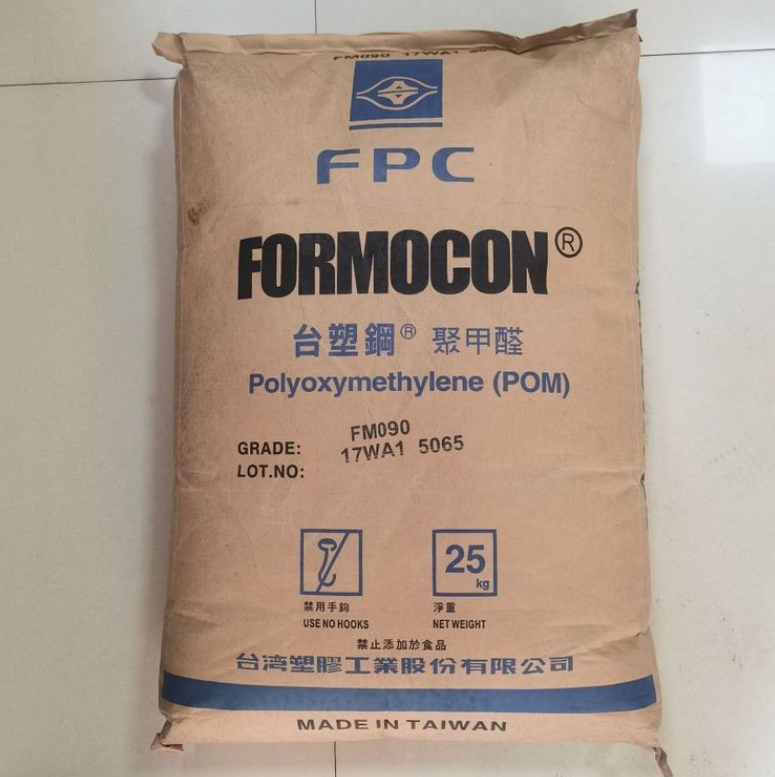 FM090 17WA1
FPC
FORMOCON®
台塑鋼® 聚甲醛
Polyoxymethylene (POM)
FM090
GRADE:
17WA1 5065
LOT.NO:
25
kg
禁用手鈎 淨重
USE NO HOOKS NET WEIGHT
禁止添加於食品
台湾塑膠工業股份有限公司
MADE IN TAIWAN